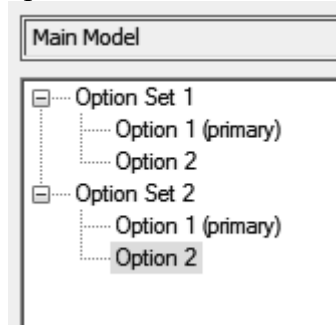 Main Model
Option Set 1
Option 1 (primary)
Option 2
Option Set 2
Option 1 (primary)
Option 2